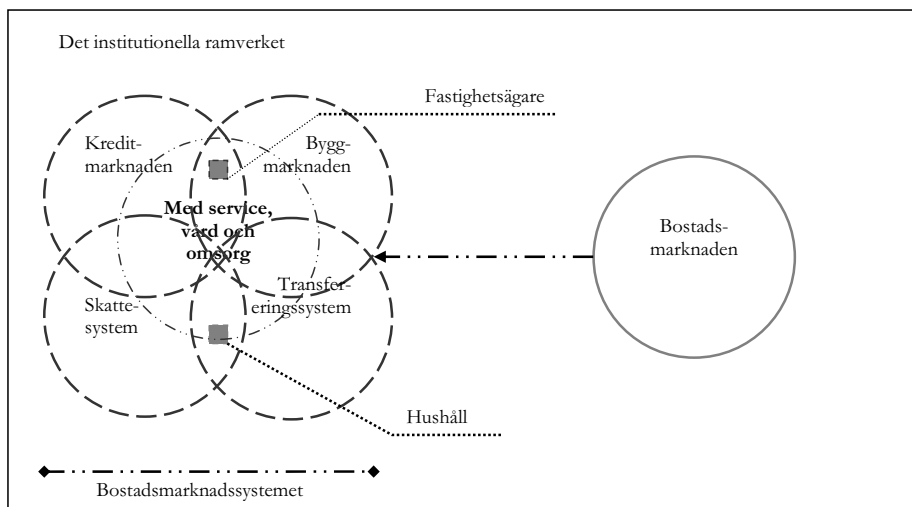 Det institutionella ramverket
Fastighetsägare
Kredit-
marknaden
Bygg-
marknaden
Med service,
vård och
omsorg
Bostads-
marknaden
Skatte-
system
Transfer-
eringssystem
Hushåll
Bostadsmarknadssystemet